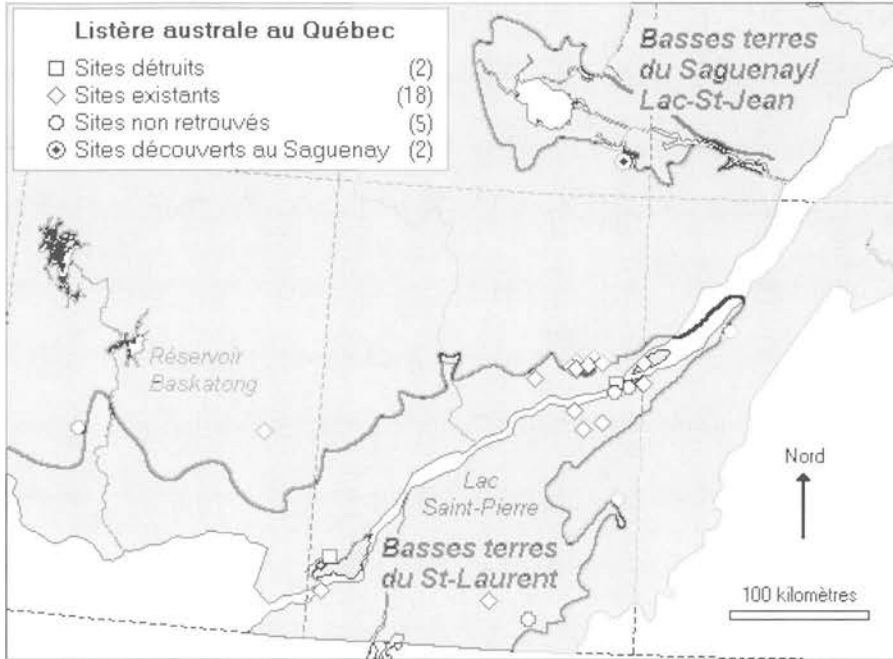 Listère australe au Québec
Sites détruits (2)
Sites existants (18)
Sites non retrouvés (5)
Sites découverts au Saguenay (2)
Basses terres
du Saguenay/
Lac-St-Jean
Réservoir
Baskatong
Nord
Lac
Saint-Pierre
Basses terres
du St-Laurent
100 kilomètres